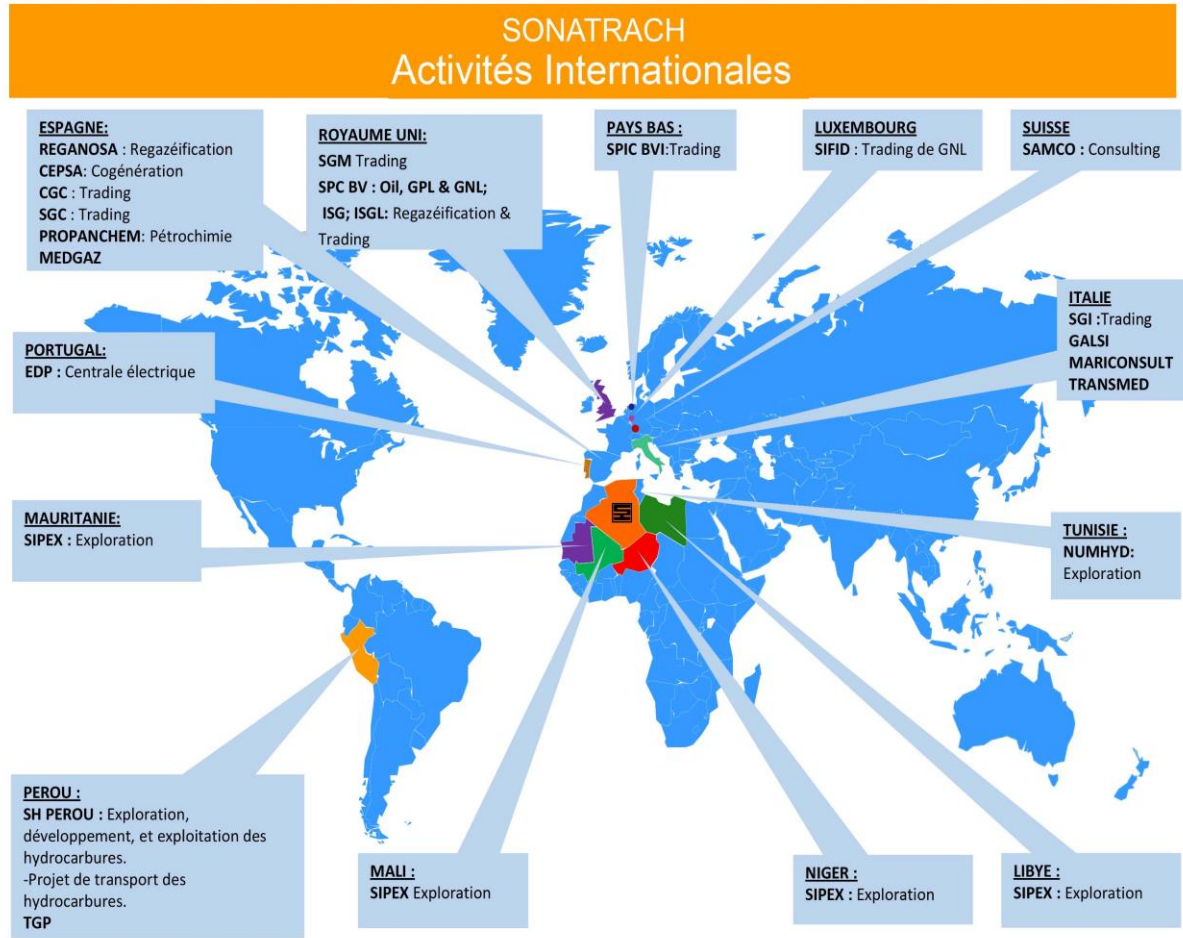 SONATRACH
Activités Internationales
ESPAGNE:
REGANOSA : Regazéification
CEPSA: Cogénération
CGC : Trading
SGC : Trading
PROPANCHEM: Pétrochimie
MEDGAZ
ROYAUME UNI:
SGM Trading
SPC BV : Oil, GPL & GNL;
ISG; ISGL: Regazéification &
Trading
PAYS BAS :
SPIC BVI:Trading
LUXEMBOURG
SIFID : Trading de GNL
SUISSE
SAMCO : Consulting
ITALIE
SGI :Trading
GALSI
MARICONSULT
TRANSMED
PORTUGAL:
EDP : Centrale électrique
MAURITANIE:
SIPEX : Exploration
TUNISIE :
NUMHYD:
Exploration
PEROU :
SH PEROU : Exploration,
développement, et exploitation des
hydrocarbures.
-Projet de transport des
hydrocarbures.
TGP
MALI :
SIPEX Exploration
NIGER :
SIPEX : Exploration
LIBYE :
SIPEX : Exploration